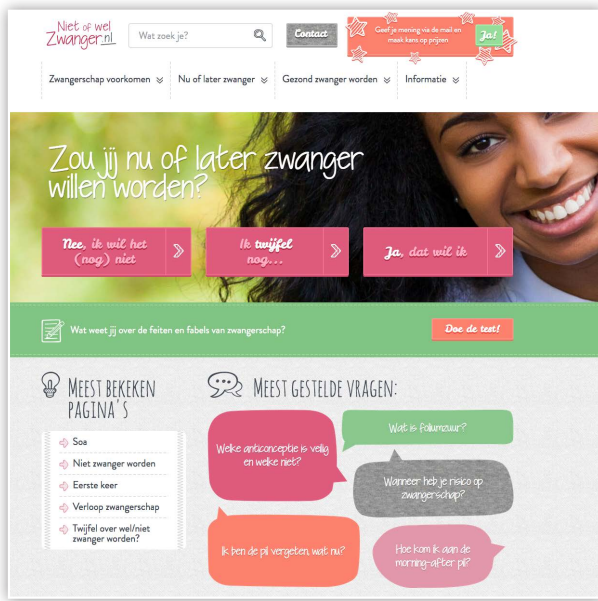 Niet of wel
Zwanger.nl
Wat zoek je?
Contact
Geef je mening via de mail en
maak kans op prijzen
Ja!
Zwangerschap voorkomen
Nu of later zwanger
Gezond zwanger worden
Informatie
Zou jij nu of later zwanger
willen worden?
Nee, ik wil het
(nog) niet
Ik twijfel
nog...
Ja, dat wil ik
Wat weet jij over de feiten en fabels van zwangerschap?
Doe de test!
Meest bekeken
pagina's
Soa
Niet zwanger worden
Eerste keer
Verloop zwangerschap
Twijfel over wel/niet
zwanger worden?
Meest gestelde vragen:
Welke anticonceptie is veilig
en welke niet?
Wat is foliumzuur?
Wanneer heb je risico op
zwangerschap?
Ik ben de pil vergeten, wat nu?
Hoe kom ik aan de
morning-after pil?